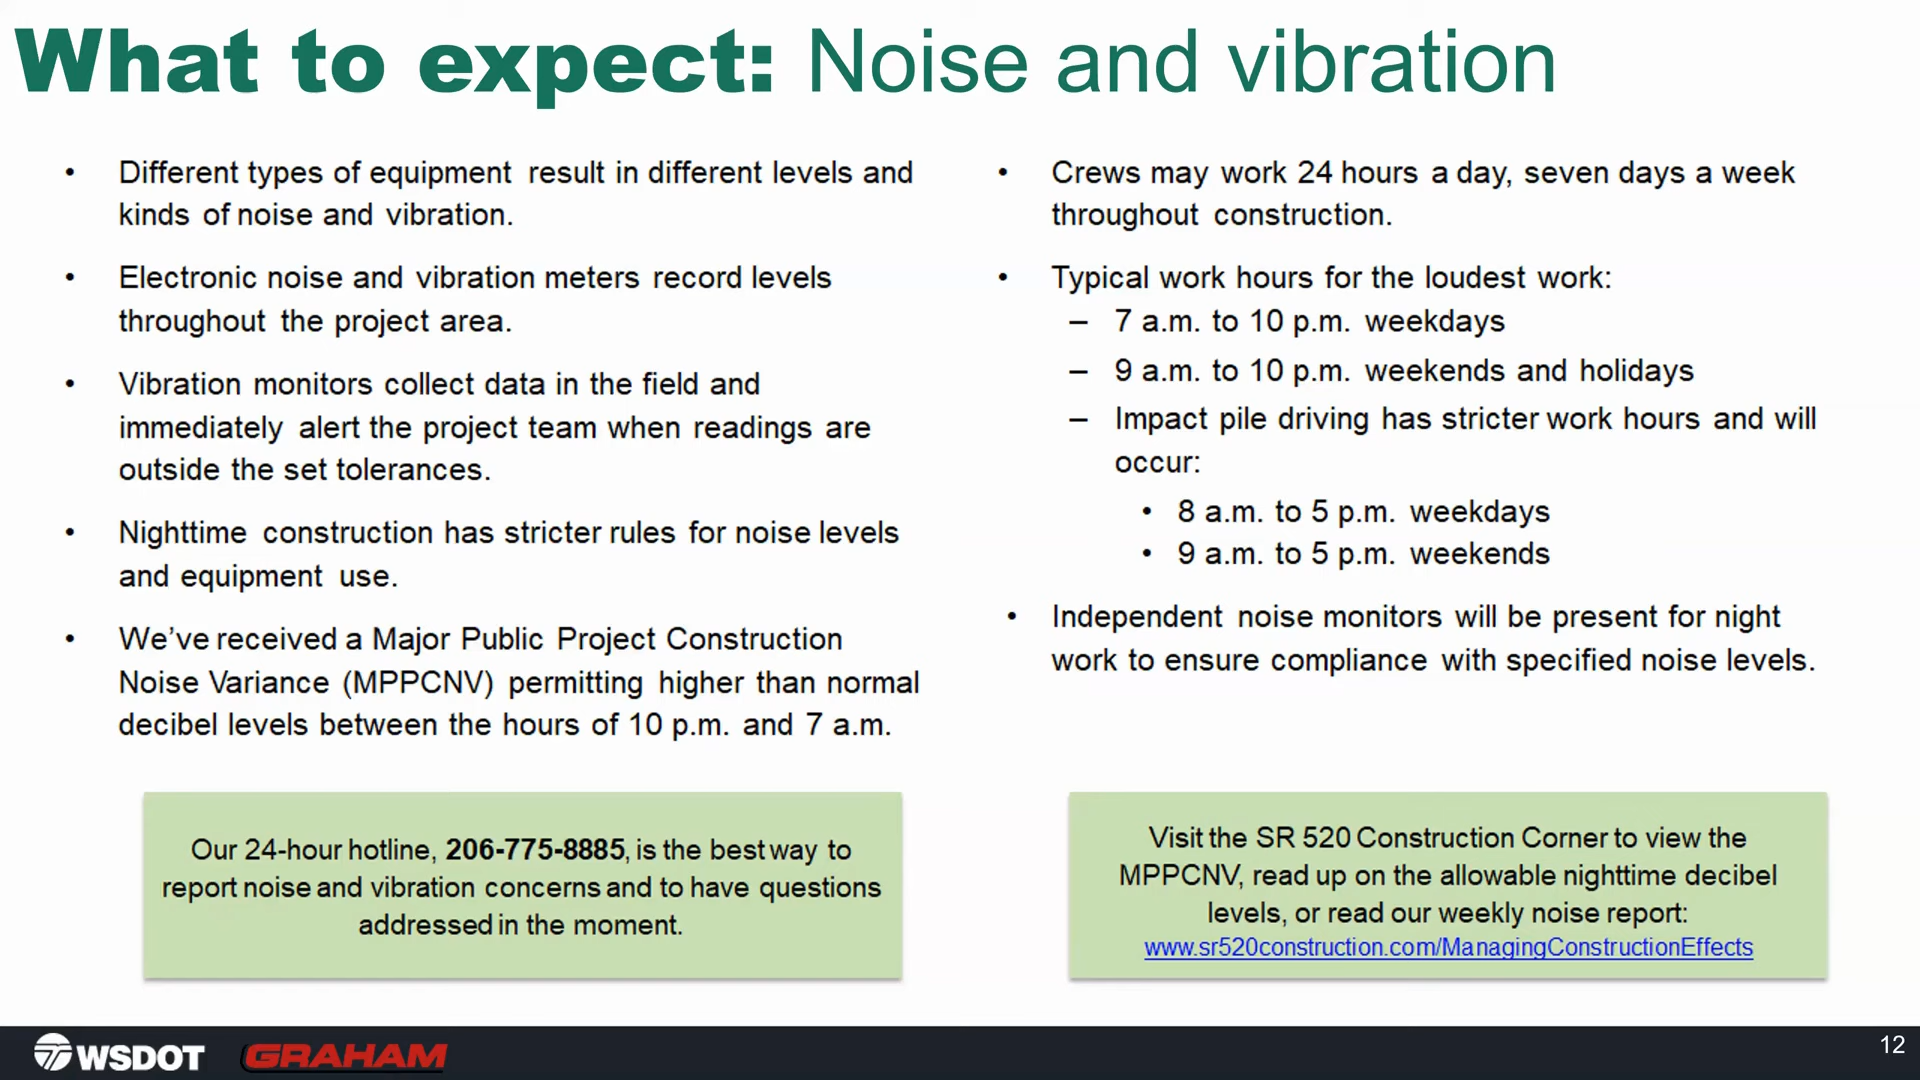 What to expect: Noise and vibration
• Different types of equipment result in different levels and
kinds of noise and vibration.
• Electronic noise and vibration meters record levels
throughout the project area.
• Vibration monitors collect data in the field and
immediately alert the project team when readings are
outside the set tolerances.
• Nighttime construction has stricter rules for noise levels
and equipment use.
• We’ve received a Major Public Project Construction
Noise Variance (MPPCNV) permitting higher than normal
decibel levels between the hours of 10 p.m. and 7 a.m.
Our 24-hour hotline, 206-775-8885, is the best way to
report noise and vibration concerns and to have questions
addressed in the moment.
• Crews may work 24 hours a day, seven days a week
throughout construction.
• Typical work hours for the loudest work:
– 7 a.m. to 10 p.m. weekdays
– 9 a.m. to 10 p.m. weekends and holidays
– Impact pile driving has stricter work hours and will
occur:
• 8 a.m. to 5 p.m. weekdays
• 9 a.m. to 5 p.m. weekends
• Independent noise monitors will be present for night
work to ensure compliance with specified noise levels.
Visit the SR 520 Construction Corner to view the
MPPCNV, read up on the allowable nighttime decibel
levels, or read our weekly noise report:
www.sr520construction.com/ManagingConstructionEffects
WSDOT GRAHAM
12